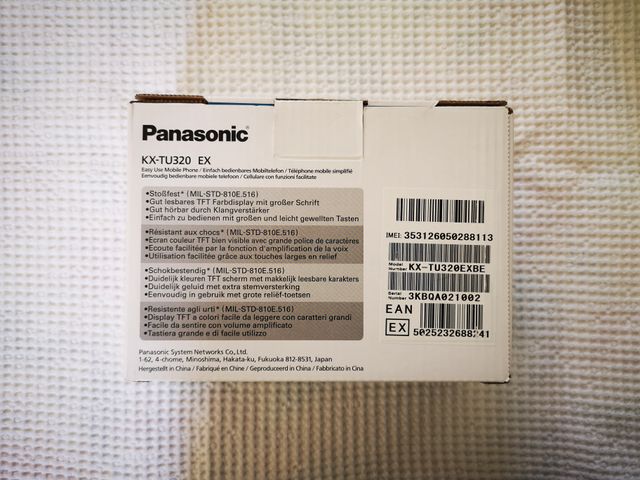 Panasonic
KX-TU320 EX
Easy Use Mobile Phone / Einfach bedienbares Mobiltelefon / Téléphone mobile simplifié
Eenvoudig bedienbare mobiele telefoon / Cellulare con funzioni facilitate
•Stoßfest* (MIL-STD-810E.516)
•Gut lesbares TFT Farbdisplay mit großer Schrift
•Gut hörbar durch Klangverstärker
•Einfach zu bedienen mit großen und leicht gewellten Tasten
•Résistant aux chocs* (MIL-STD-810E.516)
•Ecran couleur TFT bien visible avec grande police de caractères
•Ecoute facilitée par la fonction d'amplification de la voix
•Utilisation facilitée grâce aux touches larges en relief
•Schokbestendig* (MIL-STD-810E.516)
•Duidelijk kleuren TFT scherm met makkelijk leesbare karakters
•Duidelijk geluid met extra stemversterking
•Eenvoudig in gebruik met grote reliëf-toetsen
•Resistente agli urti* (MIL-STD-810E.516)
•Display TFT a colori facile da leggere con caratteri grandi
•Facile da sentire con volume amplificato
•Tastiera grande e di facile utilizzo
Panasonic System Networks Co.,Ltd.
1-62, 4-chome, Minoshima, Hakata-ku, Fukuoka 812-8531, Japan
Hergestellt in China / Fabriqué en Chine / Geproduceerd in China / Fabbricato in Cina
IMEI: 353126050288113
Model Number: KX-TU320EXBE
Serial Number: 3KBQA021002
EAN
EX
5025232688241